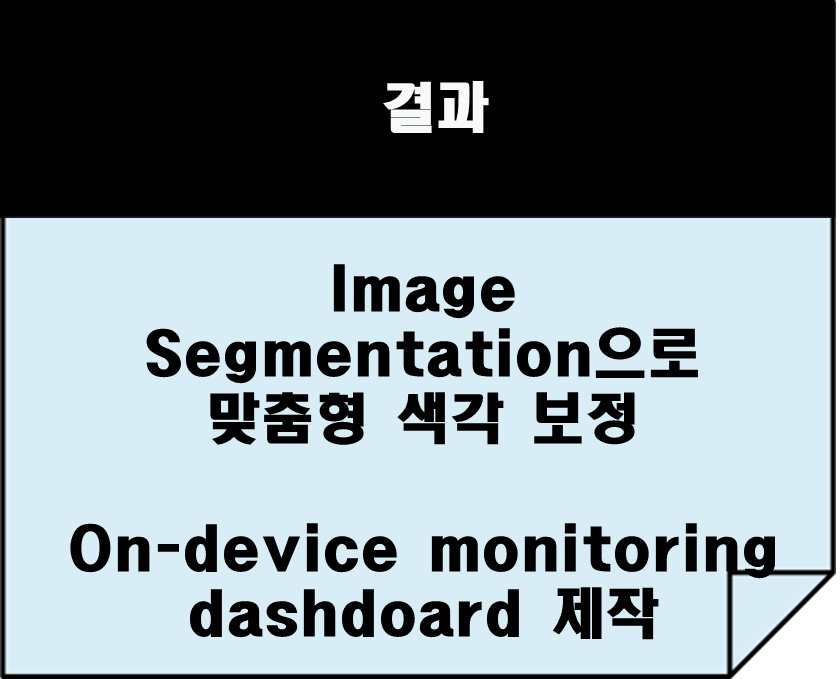 결과
Image
Segmentation으로
맞춤형 색각 보정
On-device monitoring
dashdoard 제작